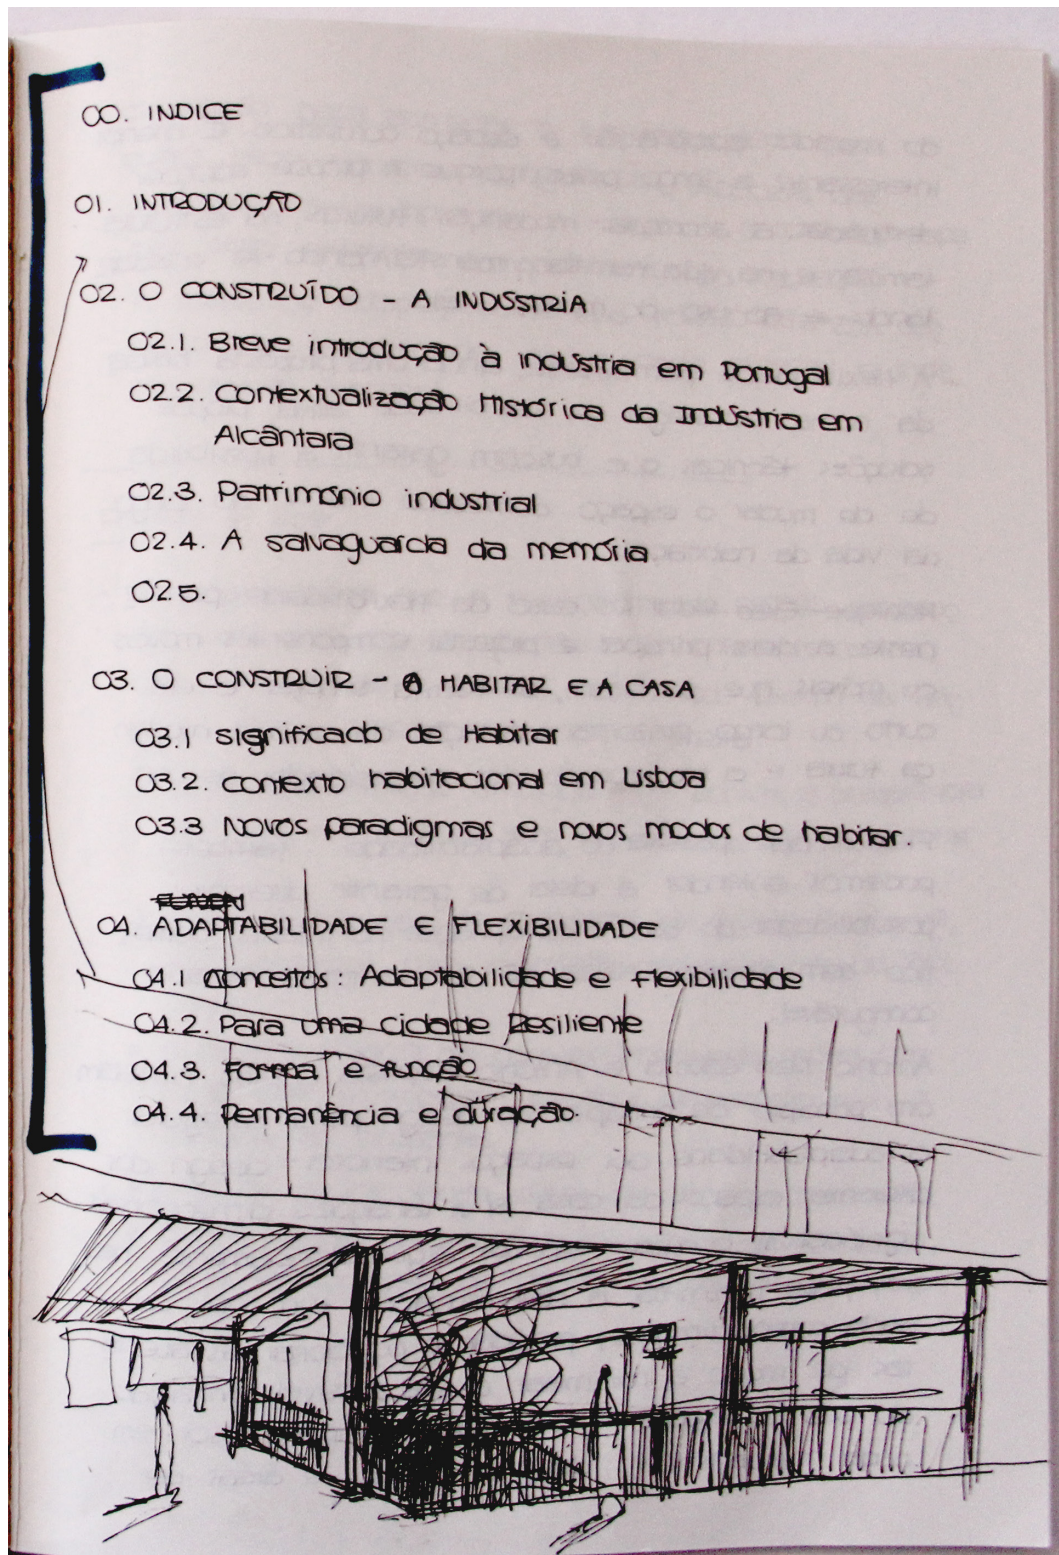 00. INDICE
01. INTRODUÇÃO
02. O CONSTRUÍDO - A INDÚSTRIA
02.1. Breve introdução à indústria em Portugal
02.2. Contextualização Histórica da Indústria em
Alcântara
02.3. Património industrial
02.4. A salvaguarda da memória
02.5.
03. O CONSTRUIR - O HABITAR E A CASA
03.1 Significado de Habitar
03.2. Contexto habitacional em Lisboa
03.3 Novos paradigmas e novos modos de habitar.
04. ADAPTABILIDADE E FLEXIBILIDADE
04.1 Conceitos: Adaptabilidade e Flexibilidade
04.2. Para uma cidade Resiliente
04.3. Forma e função
04.4. Permanência e duração.